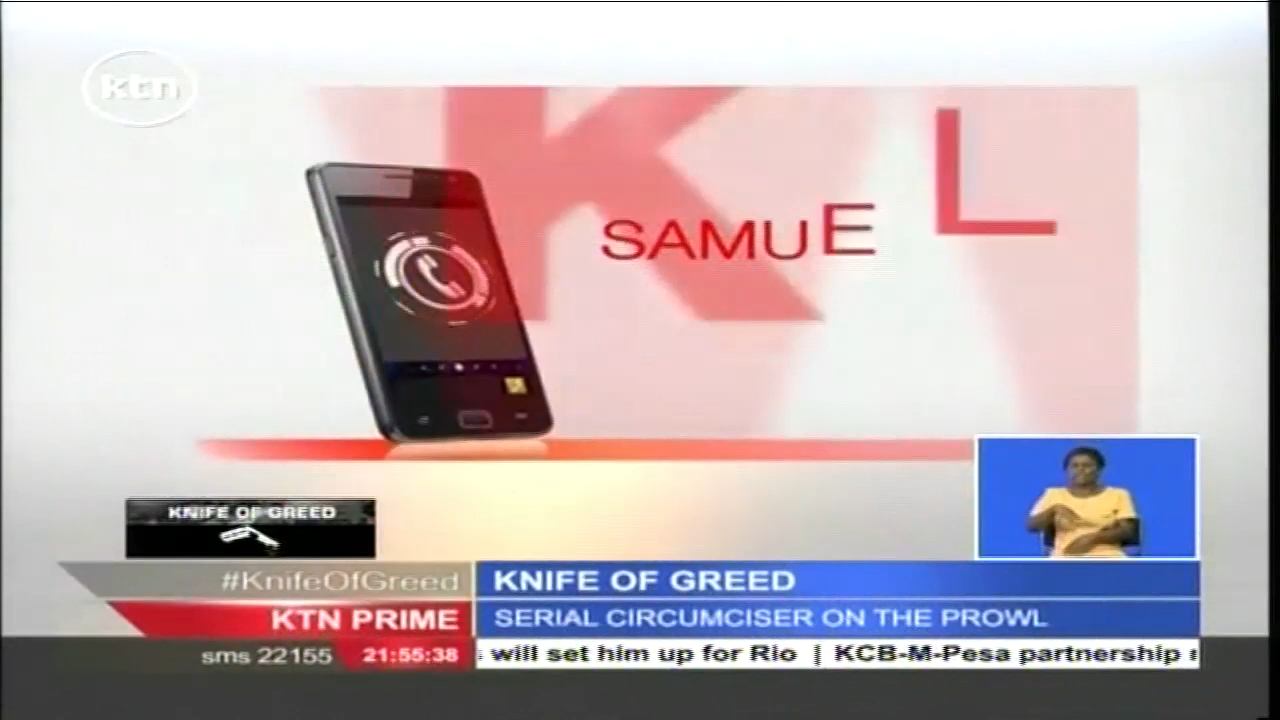 ktn
K
SAMUEL
KNIFE OF GREED
#KnifeOfGreed
KNIFE OF GREED
KTN PRIME
SERIAL CIRCUMCISER ON THE PROWL
sms 22155
21:55:38
will set him up for Rio | KCB-M-Pesa partnership